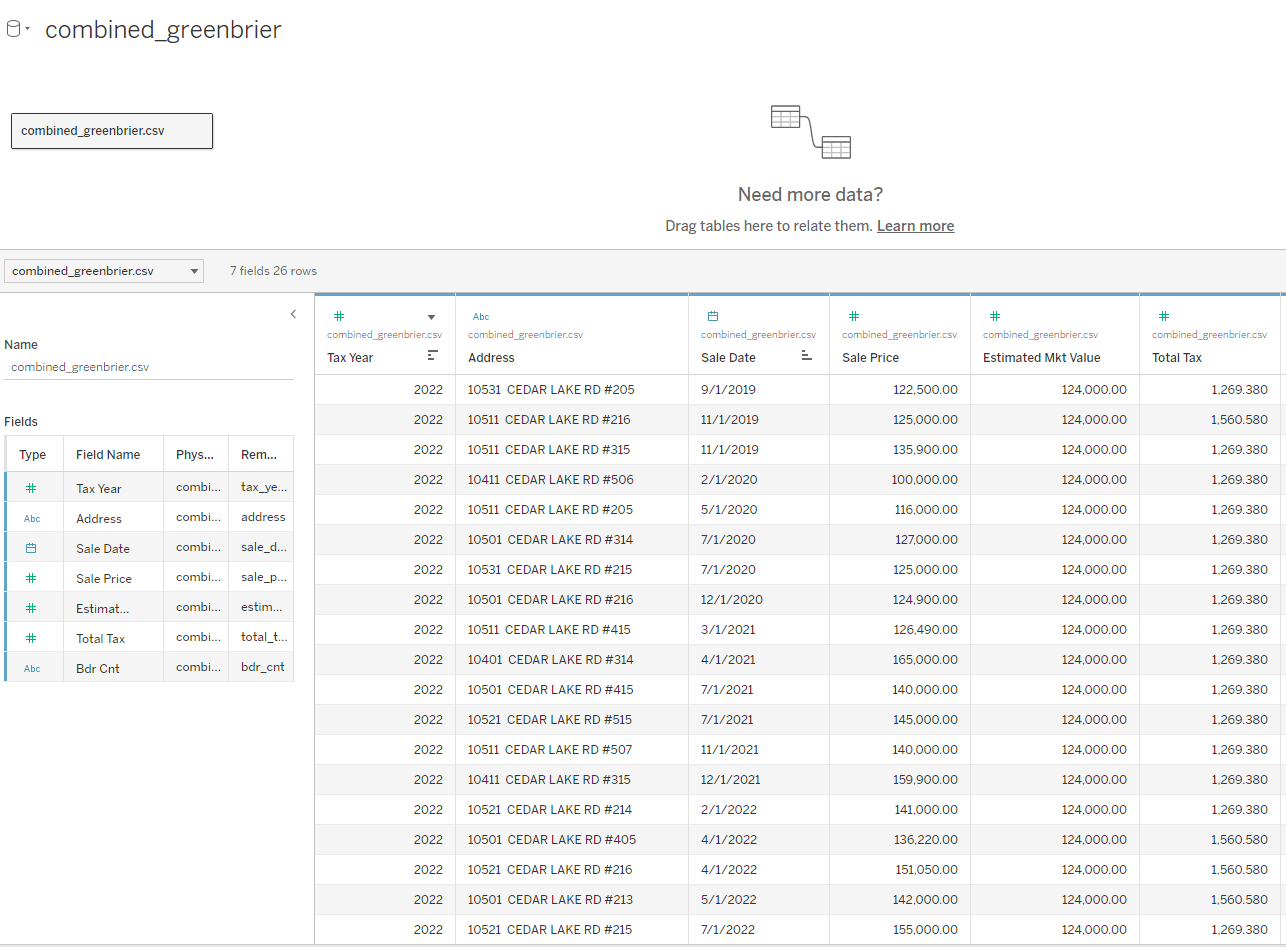 combined_greenbrier
combined_greenbrier.csv
Need more data?
Drag tables here to relate them. Learn more
combined_greenbrier.csv 7 fields 26 rows
Name
combined_greenbrier.csv
Fields
Type Field Name Phys... Rem...
Tax Year combi... tax_ye...
Abc Address combi... address
Sale Date combi... sale_d...
Sale Price combi... sale_p...
Estimat... combi... estim...
Total Tax combi... total_t...
Abc Bdr Cnt combi... bdr_cnt
Abc
combined_greenbrier.csv combined_greenbrier.csv combined_greenbrier.csv combined_greenbrier.csv combined_greenbrier.csv combined_greenbrier.csv
Tax Year Address Sale Date Sale Price Estimated Mkt Value Total Tax
2022 10531 CEDAR LAKE RD #205 9/1/2019 122,500.00 124,000.00 1,269.380
2022 10511 CEDAR LAKE RD #216 11/1/2019 125,000.00 124,000.00 1,560.580
2022 10511 CEDAR LAKE RD #315 11/1/2019 135,900.00 124,000.00 1,269.380
2022 10411 CEDAR LAKE RD #506 2/1/2020 100,000.00 124,000.00 1,269.380
2022 10511 CEDAR LAKE RD #205 5/1/2020 116,000.00 124,000.00 1,269.380
2022 10501 CEDAR LAKE RD #314 7/1/2020 127,000.00 124,000.00 1,269.380
2022 10531 CEDAR LAKE RD #215 7/1/2020 125,000.00 124,000.00 1,269.380
2022 10501 CEDAR LAKE RD #216 12/1/2020 124,900.00 124,000.00 1,269.380
2022 10511 CEDAR LAKE RD #415 3/1/2021 126,490.00 124,000.00 1,269.380
2022 10401 CEDAR LAKE RD #314 4/1/2021 165,000.00 124,000.00 1,269.380
2022 10501 CEDAR LAKE RD #415 7/1/2021 140,000.00 124,000.00 1,269.380
2022 10521 CEDAR LAKE RD #515 7/1/2021 145,000.00 124,000.00 1,269.380
2022 10511 CEDAR LAKE RD #507 11/1/2021 140,000.00 124,000.00 1,269.380
2022 10411 CEDAR LAKE RD #315 12/1/2021 159,900.00 124,000.00 1,269.380
2022 10521 CEDAR LAKE RD #214 2/1/2022 141,000.00 124,000.00 1,269.380
2022 10501 CEDAR LAKE RD #405 4/1/2022 136,220.00 124,000.00 1,560.580
2022 10521 CEDAR LAKE RD #216 4/1/2022 151,050.00 124,000.00 1,560.580
2022 10501 CEDAR LAKE RD #213 5/1/2022 142,000.00 124,000.00 1,560.580
2022 10521 CEDAR LAKE RD #215 7/1/2022 155,000.00 124,000.00 1,269.380